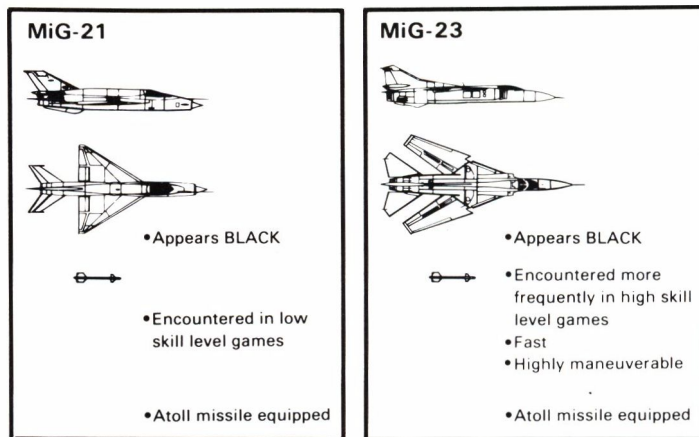 MiG-21
•Appears BLACK
•Encountered in low
skill level games
•Atoll missile equipped
MiG-23
•Appears BLACK
•Encountered more
frequently in high skill
level games
•Fast
•Highly maneuverable
•Atoll missile equipped